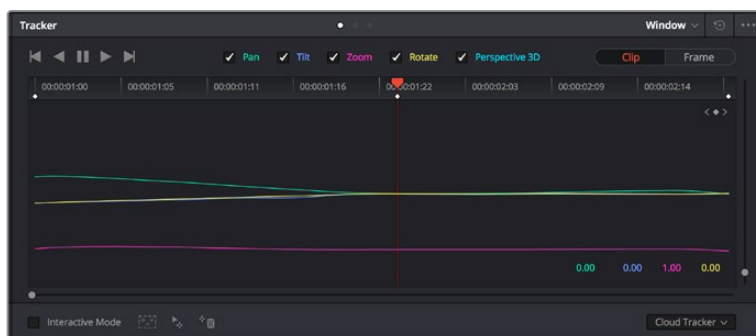 Tracker
Window
Pan
Tilt
Zoom
Rotate
Perspective 3D
Clip
Frame
00:00:01:00
00:00:01:05
00:00:01:11
00:00:01:16
00:00:01:22
00:00:02:03
00:00:02:09
00:00:02:14
0.00
0.00
1.00
0.00
Interactive Mode
Cloud Tracker